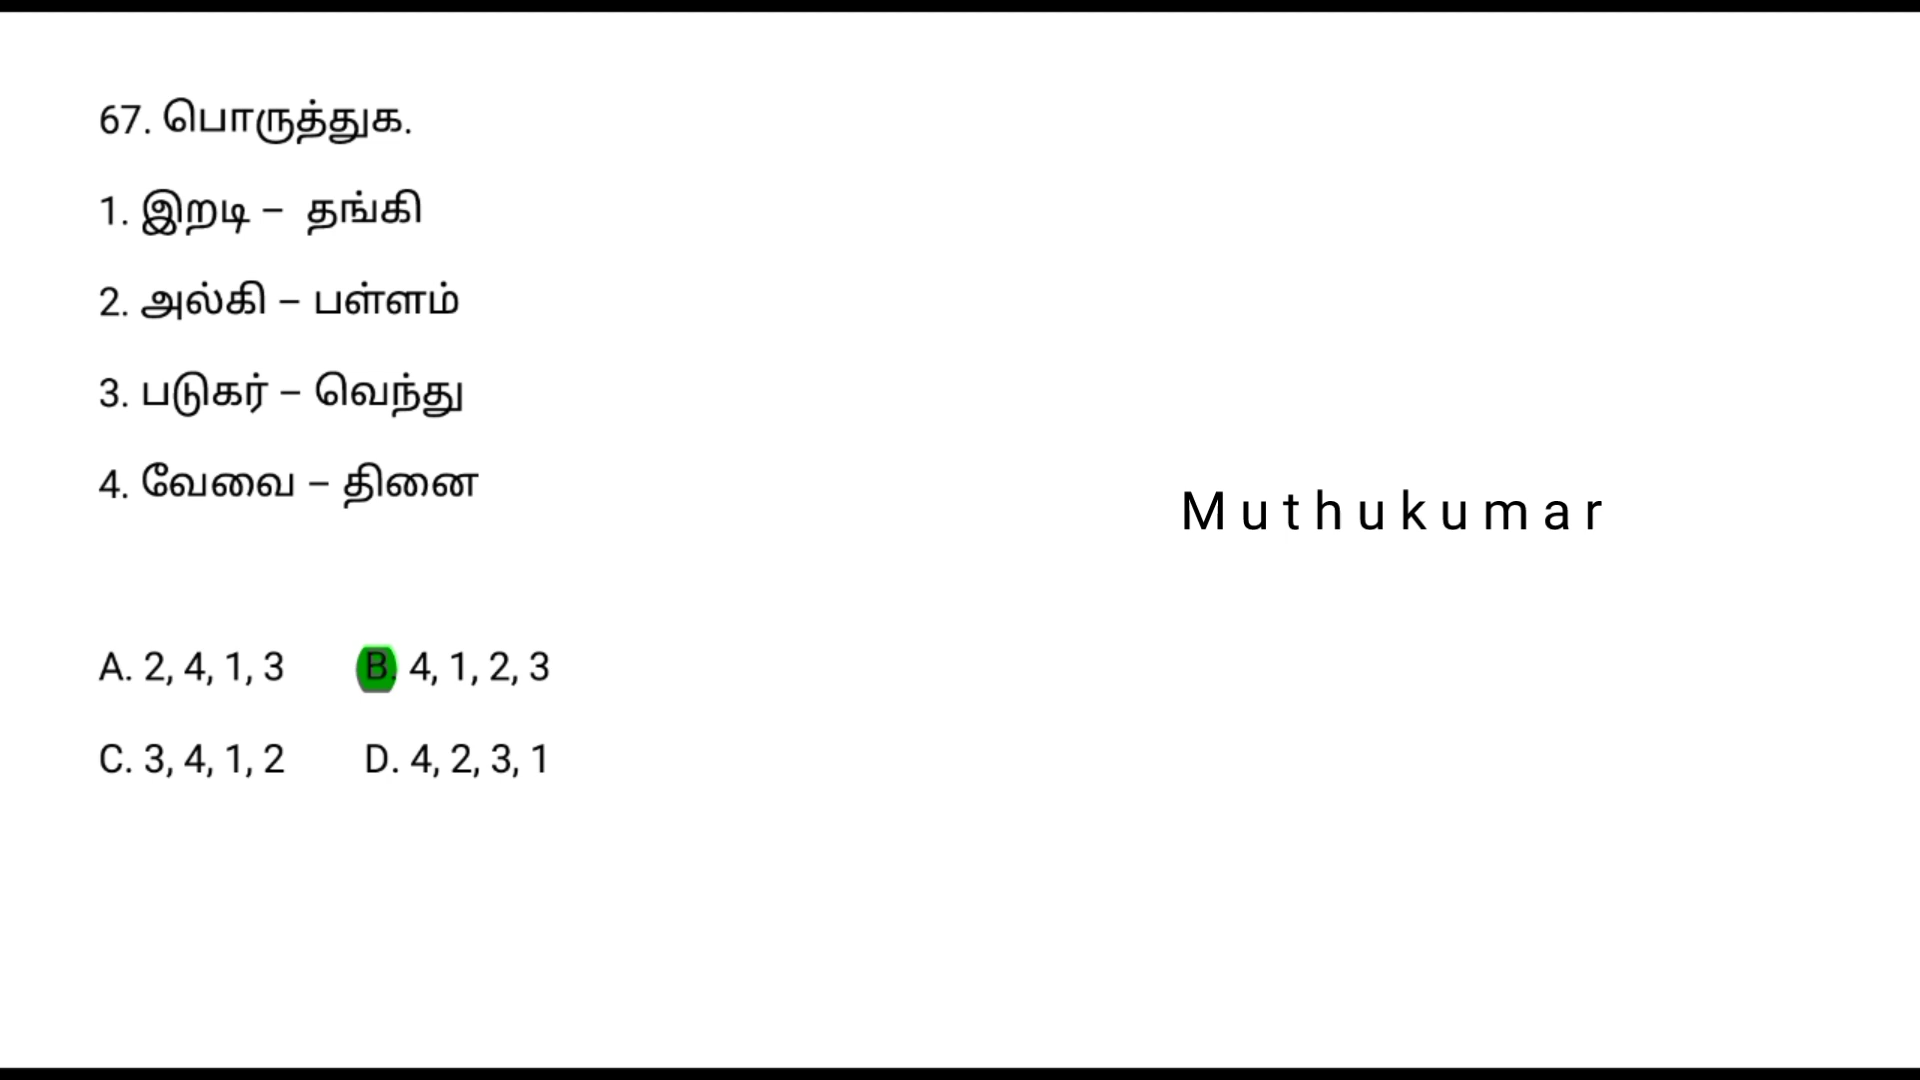 67. பொருத்துக.
1. இறடி – தங்கி
2. அல்கி – பள்ளம்
3. படுகர் – வெந்து
4. வேவை – தினை
Muthukumar
A. 2, 4, 1, 3 B. 4, 1, 2, 3
C. 3, 4, 1, 2 D. 4, 2, 3, 1